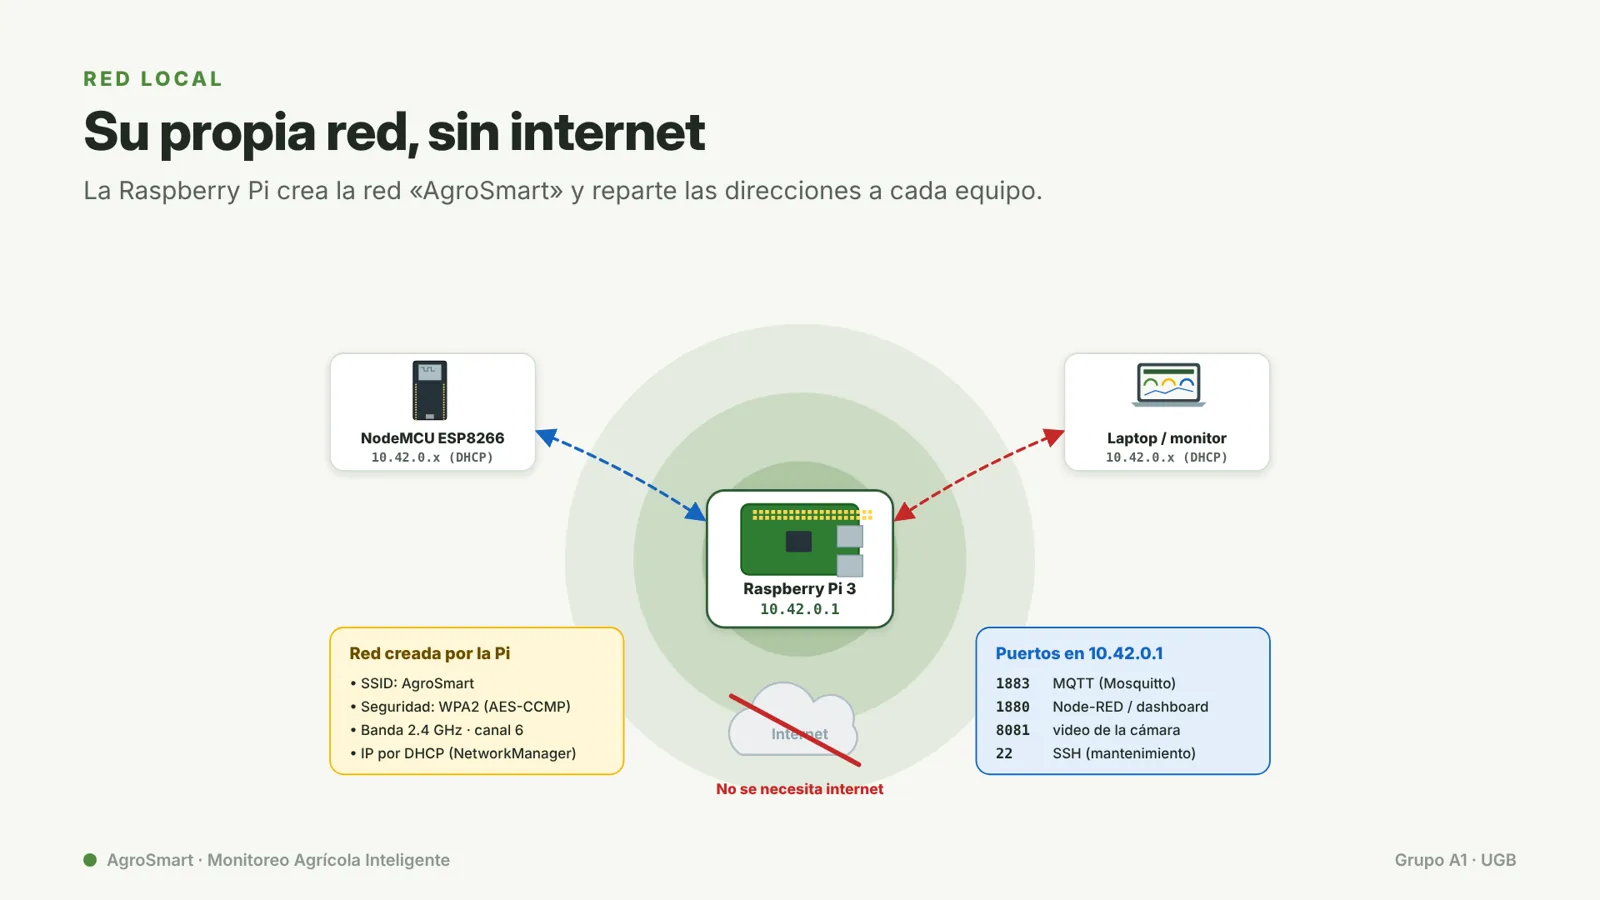 RED LOCAL
Su propia red, sin internet
La Raspberry Pi crea la red «AgroSmart» y reparte las direcciones a cada equipo.
NodeMCU ESP8266
10.42.0.x (DHCP)
Laptop / monitor
10.42.0.x (DHCP)
Raspberry Pi 3
10.42.0.1
Red creada por la Pi
• SSID: AgroSmart
• Seguridad: WPA2 (AES-CCMP)
• Banda 2.4 GHz · canal 6
• IP por DHCP (NetworkManager)
Internet
No se necesita internet
Puertos en 10.42.0.1
1883 MQTT (Mosquitto)
1880 Node-RED / dashboard
8081 video de la cámara
22 SSH (mantenimiento)
AgroSmart · Monitoreo Agrícola Inteligente
Grupo A1 · UGB